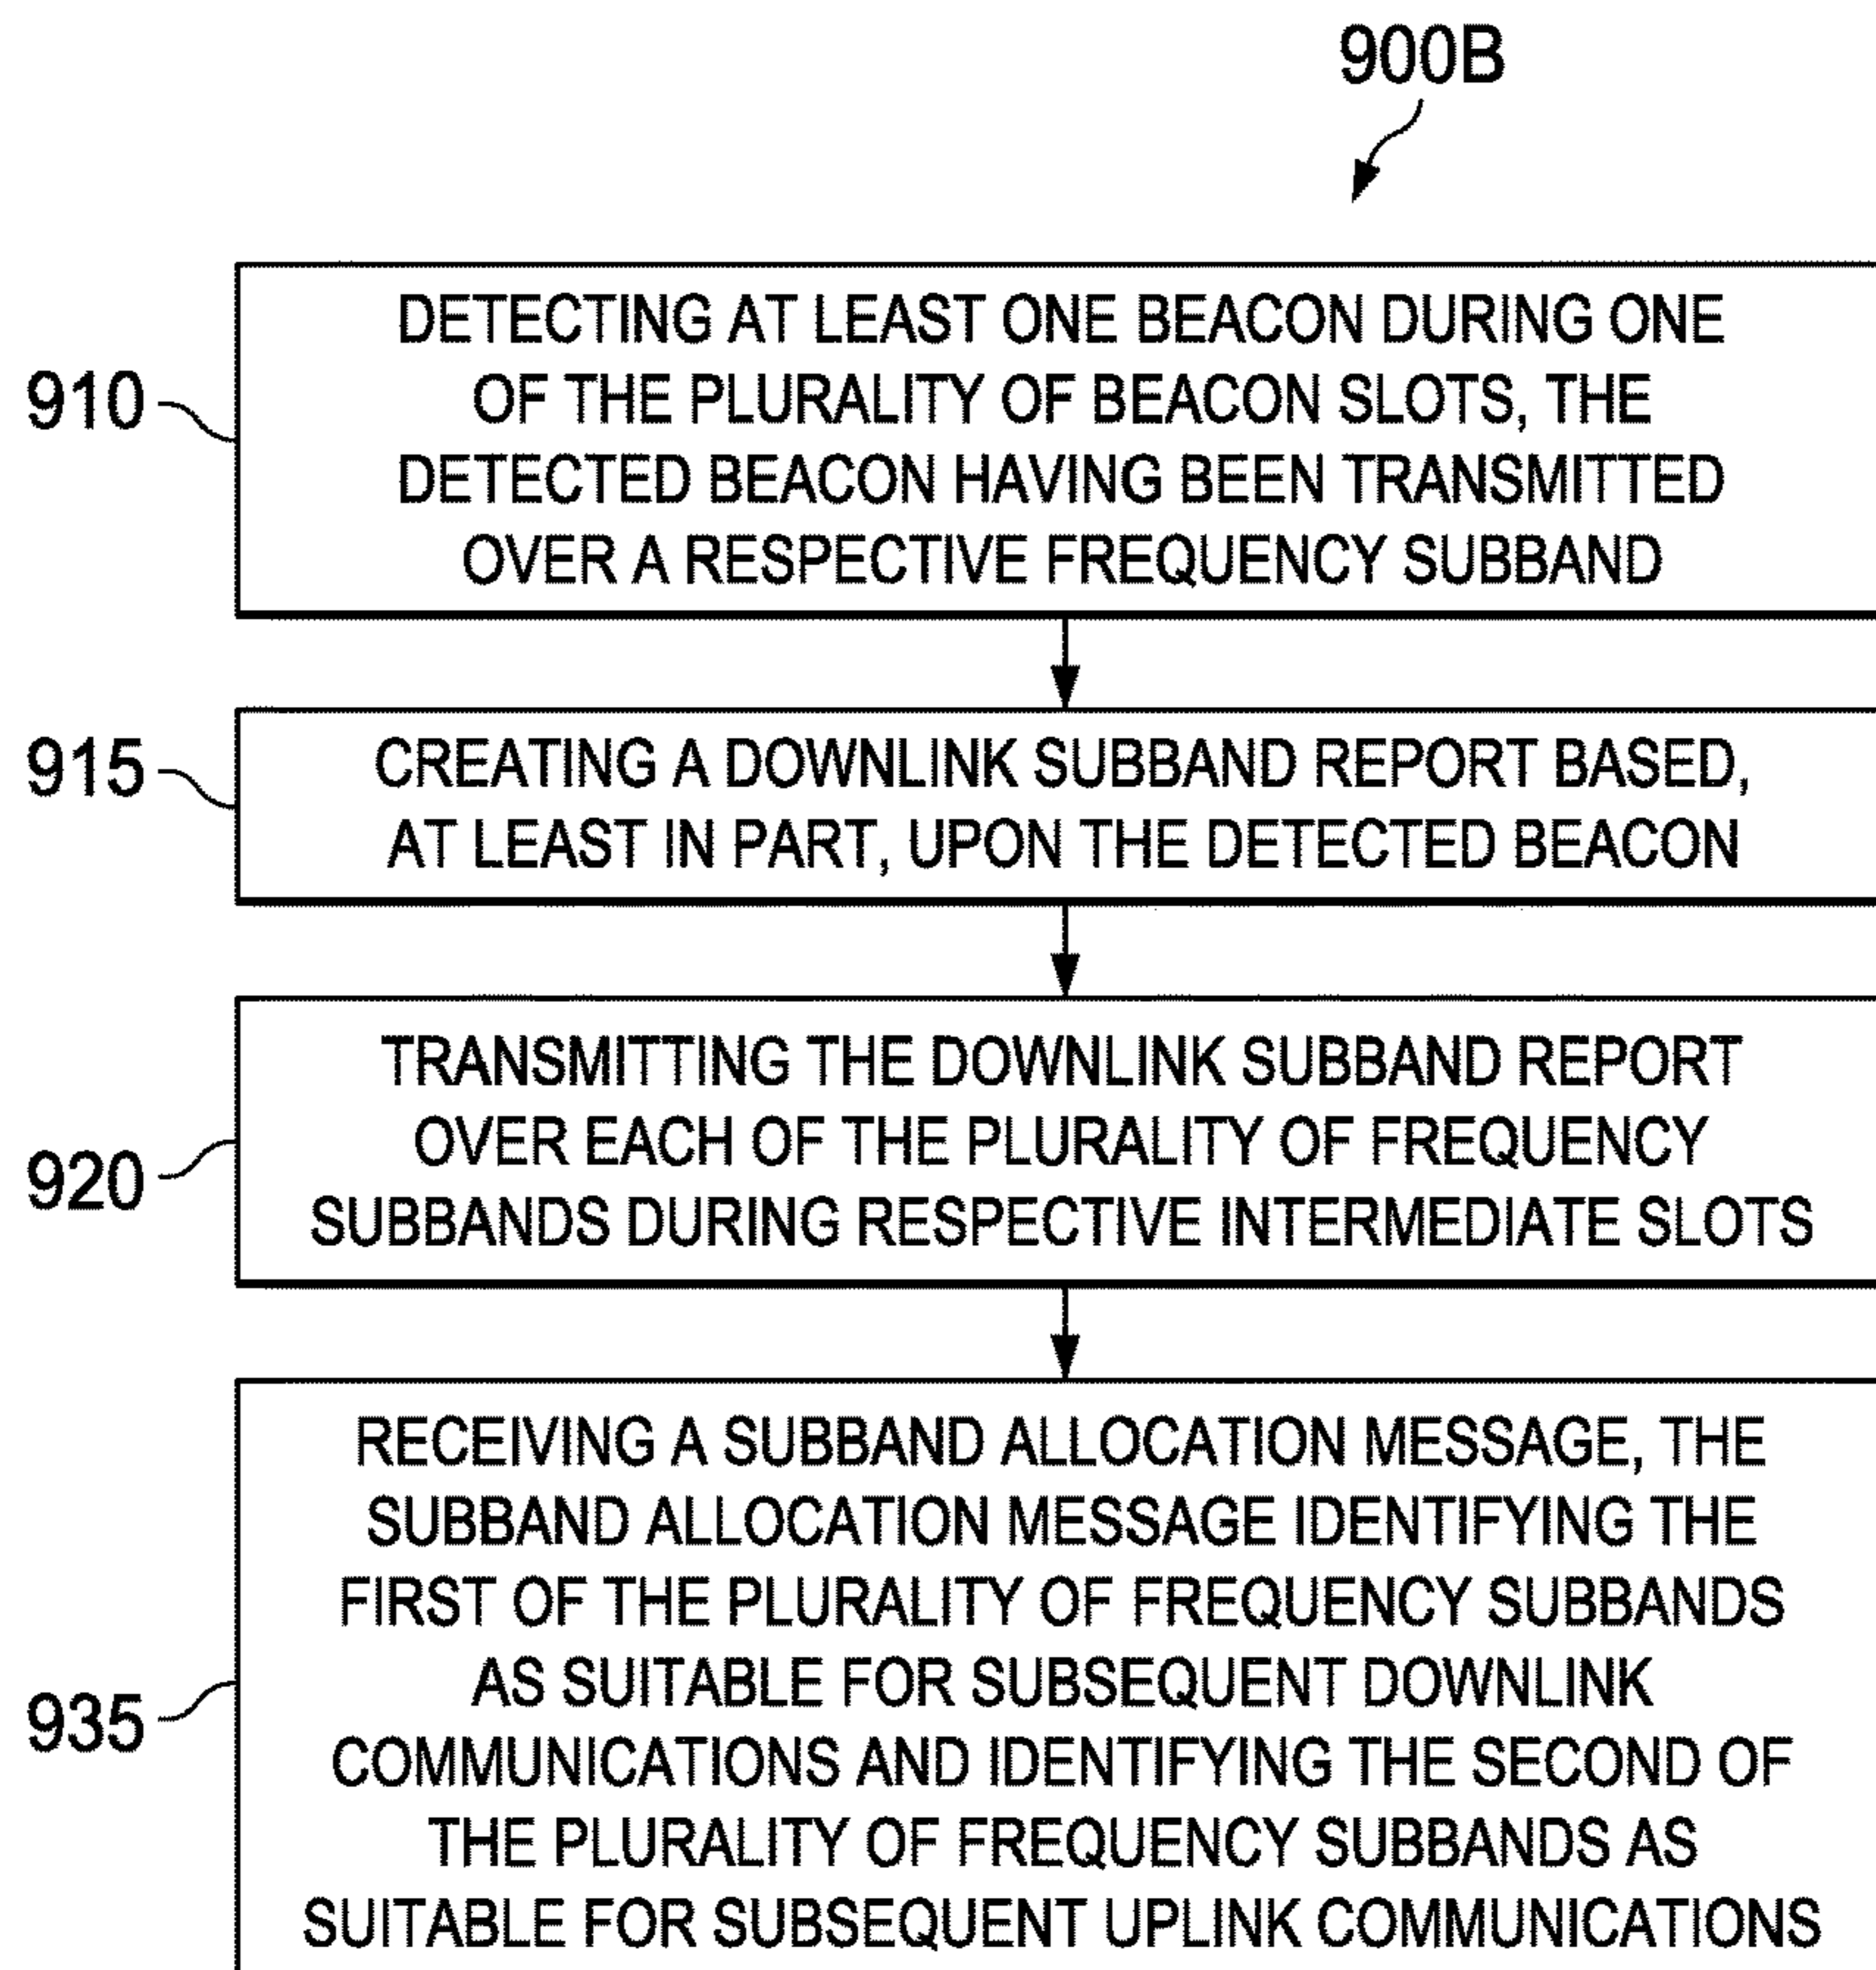 900B
910
DETECTING AT LEAST ONE BEACON DURING ONE
OF THE PLURALITY OF BEACON SLOTS, THE
DETECTED BEACON HAVING BEEN TRANSMITTED
OVER A RESPECTIVE FREQUENCY SUBBAND
915
CREATING A DOWNLINK SUBBAND REPORT BASED,
AT LEAST IN PART, UPON THE DETECTED BEACON
920
TRANSMITTING THE DOWNLINK SUBBAND REPORT
OVER EACH OF THE PLURALITY OF FREQUENCY
SUBBANDS DURING RESPECTIVE INTERMEDIATE SLOTS
935
RECEIVING A SUBBAND ALLOCATION MESSAGE, THE
SUBBAND ALLOCATION MESSAGE IDENTIFYING THE
FIRST OF THE PLURALITY OF FREQUENCY SUBBANDS
AS SUITABLE FOR SUBSEQUENT DOWNLINK
COMMUNICATIONS AND IDENTIFYING THE SECOND OF
THE PLURALITY OF FREQUENCY SUBBANDS AS
SUITABLE FOR SUBSEQUENT UPLINK COMMUNICATIONS